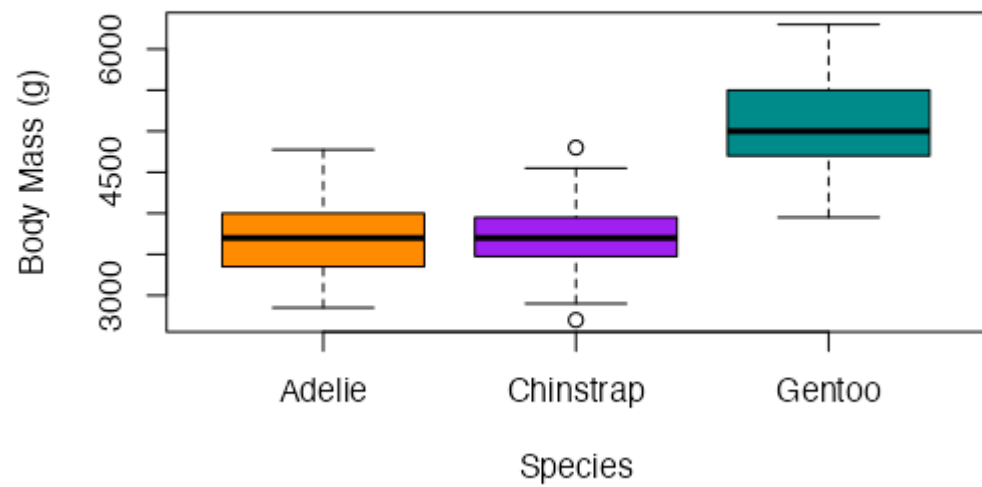 Body Mass (g)
6000
4500
3000
Adelie Chinstrap Gentoo
Species